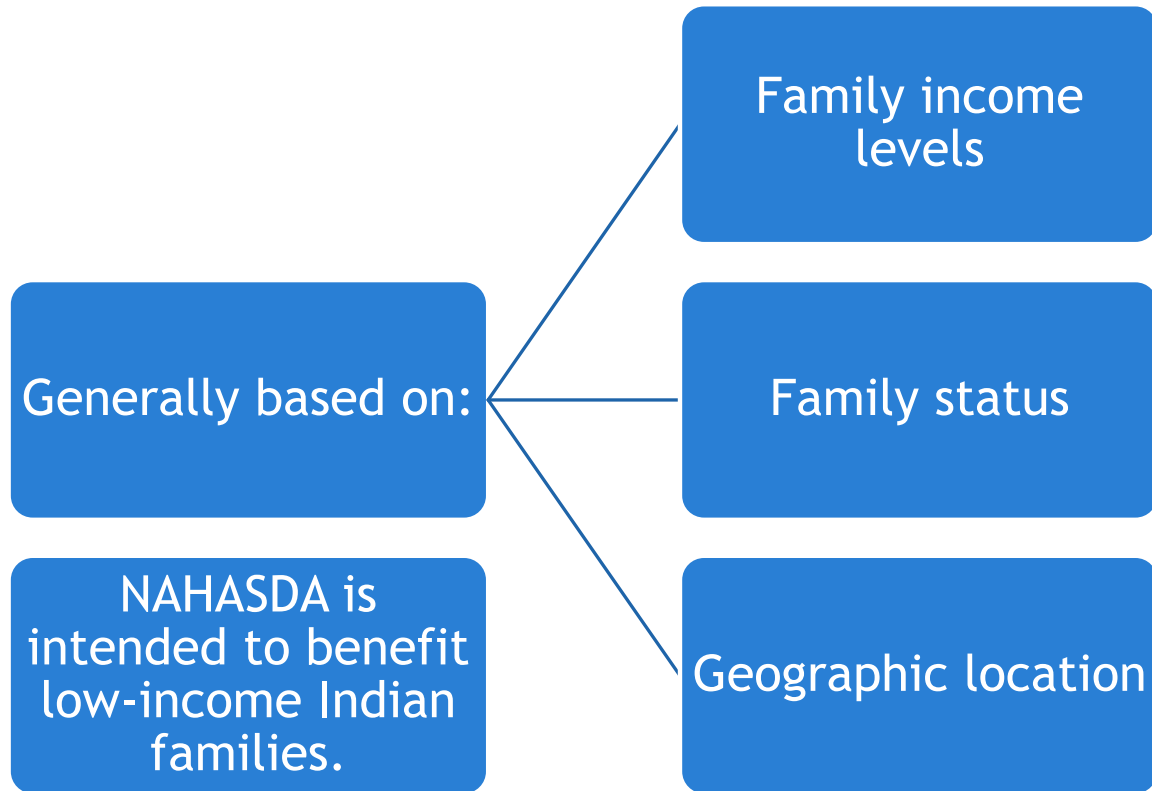 Generally based on:
Family income
levels
Family status
Geographic location
NAHASDA is
intended to benefit
low-income Indian
families.